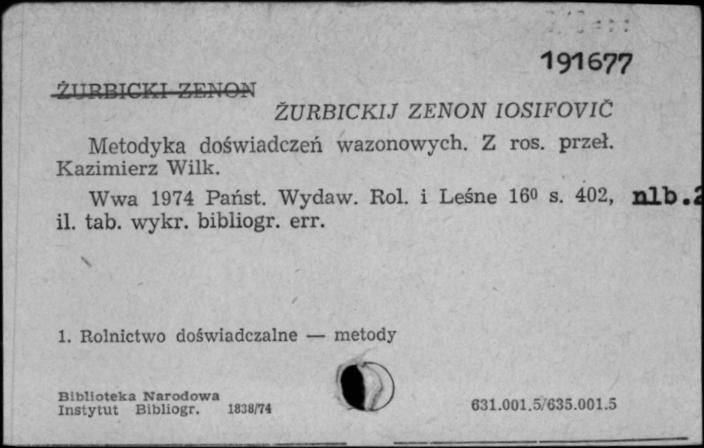 191677
ŻURBICKI ZENON
ŽURBICKIJ ZENON IOSIFOVIČ
Metodyka doświadczeń wazonowych. Z ros. przeł.
Kazimierz Wilk.
Wwa 1974 Państ. Wydaw. Rol. i Leśne 16⁰ s. 402, nlb.2
il. tab. wykr. bibliogr. err.
1. Rolnictwo doświadczalne — metody
Biblioteka Narodowa
Instytut Bibliogr. 1838/74
631.001.5/635.001.5